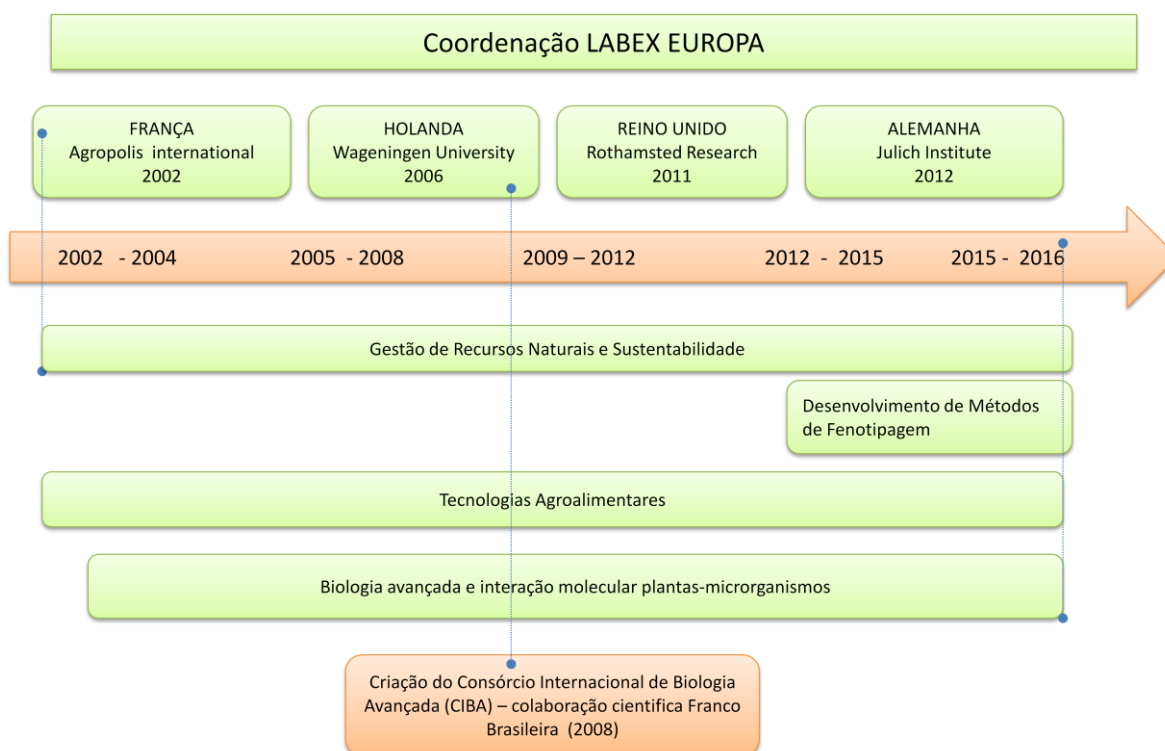 Coordenação LABEX EUROPA
FRANÇA
Agropolis international
2002
HOLANDA
Wageningen University
2006
REINO UNIDO
Rothamsted Research
2011
ALEMANHA
Julich Institute
2012
2002 - 2004
2005 - 2008
2009 – 2012
2012 - 2015
2015 - 2016
Gestão de Recursos Naturais e Sustentabilidade
Desenvolvimento de Métodos
de Fenotipagem
Tecnologias Agroalimentares
Biologia avançada e interação molecular plantas-microrganismos
Criação do Consórcio Internacional de Biologia
Avançada (CIBA) – colaboração cientifica Franco
Brasileira (2008)